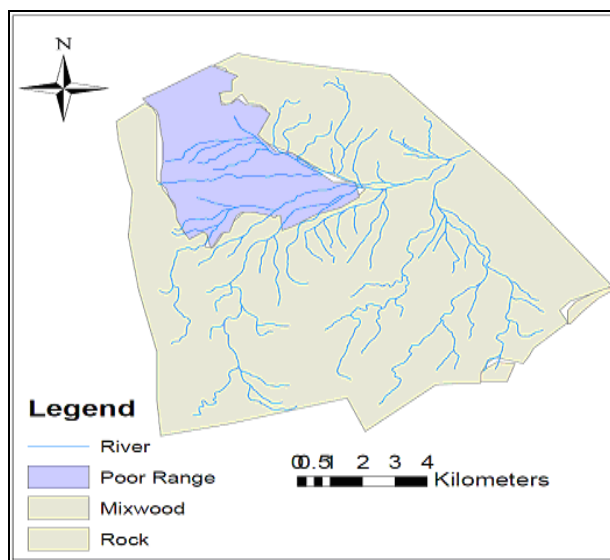 N
Legend
River
Poor Range
Mixwood
Rock
0 0.5 1 2 3 4
Kilometers